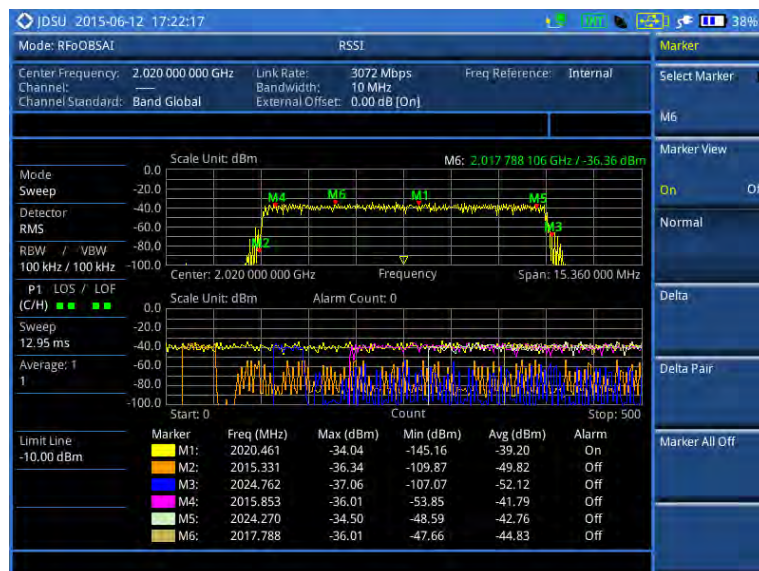 JDSU 2015-06-12 17:22:17
EXT 38%
Mode: RFoOBSAI RSSI
Marker
Center Frequency: 2.020 000 000 GHz Link Rate: 3072 Mbps Freq Reference: Internal
Channel: ---- Bandwidth: 10 MHz
Channel Standard: Band Global External Offset: 0.00 dB [On]
Select Marker
M6
Marker View
On Of
Normal
Delta
Delta Pair
Marker All Off
Mode
Sweep
Detector
RMS
RBW / VBW
100 kHz / 100 kHz
P1 LOS / LOF
(C/H)
Sweep
12.95 ms
Average: 1
1
Limit Line
-10.00 dBm
Scale Unit: dBm M6: 2.017 788 106 GHz / -36.36 dBm
0.0
-20.0
-40.0
-60.0
-80.0
-100.0
M4 M6 M1 M5
M2 M3
Center: 2.020 000 000 GHz Frequency Span: 15.360 000 MHz
Scale Unit: dBm Alarm Count: 0
0.0
-20.0
-40.0
-60.0
-80.0
-100.0
Start: 0 Count Stop: 500
Marker Freq (MHz) Max (dBm) Min (dBm) Avg (dBm) Alarm
M1: 2020.461 -34.04 -145.16 -39.20 On
M2: 2015.331 -36.34 -109.87 -49.82 Off
M3: 2024.762 -37.06 -107.07 -52.12 Off
M4: 2015.853 -36.01 -53.85 -41.79 Off
M5: 2024.270 -34.50 -48.59 -42.76 Off
M6: 2017.788 -36.01 -47.66 -44.83 Off